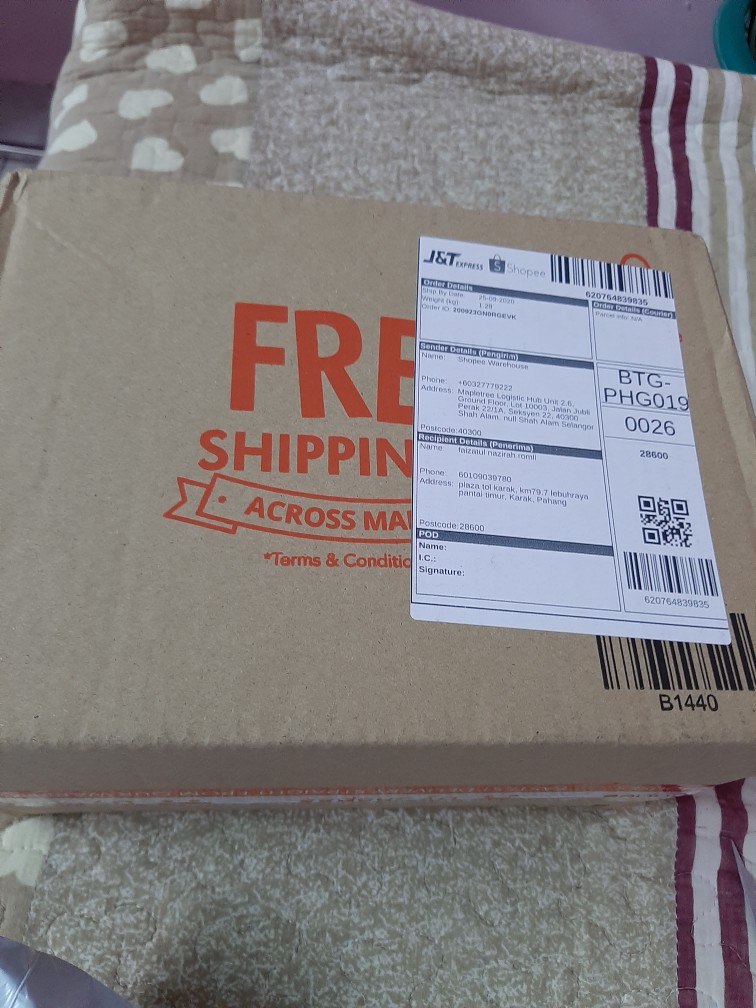 FRE
SHIPPIN
ACROSS MA
*Terms & Conditio
J&T EXPRESS S Shopee
620764839835
Order Details
Ship By Date: 25-09-2020
Weight (kg): 1.28
Order ID: 200923GN0RGEVK
Order Details (Courier)
Parcel Info: N/A
Sender Details (Pengirim)
Name: Shopee Warehouse
Phone: +60327779222
Address: Mapletree Logistic Hub Unit 2.6,
Ground Floor, Lot 10003, Jalan Jubli
Perak 22/1A, Seksyen 22, 40300
Shah Alam. null Shah Alam Selangor
Postcode:40300
BTG-
PHG019
0026
28600
Recipient Details (Penerima)
Name: faizatul nazirah romli
Phone: 60109039780
Address: plaza tol karak, km79.7 lebuhraya
pantai timur, Karak, Pahang
Postcode:28600
POD
Name:
I.C.:
Signature:
620764839835
B1440